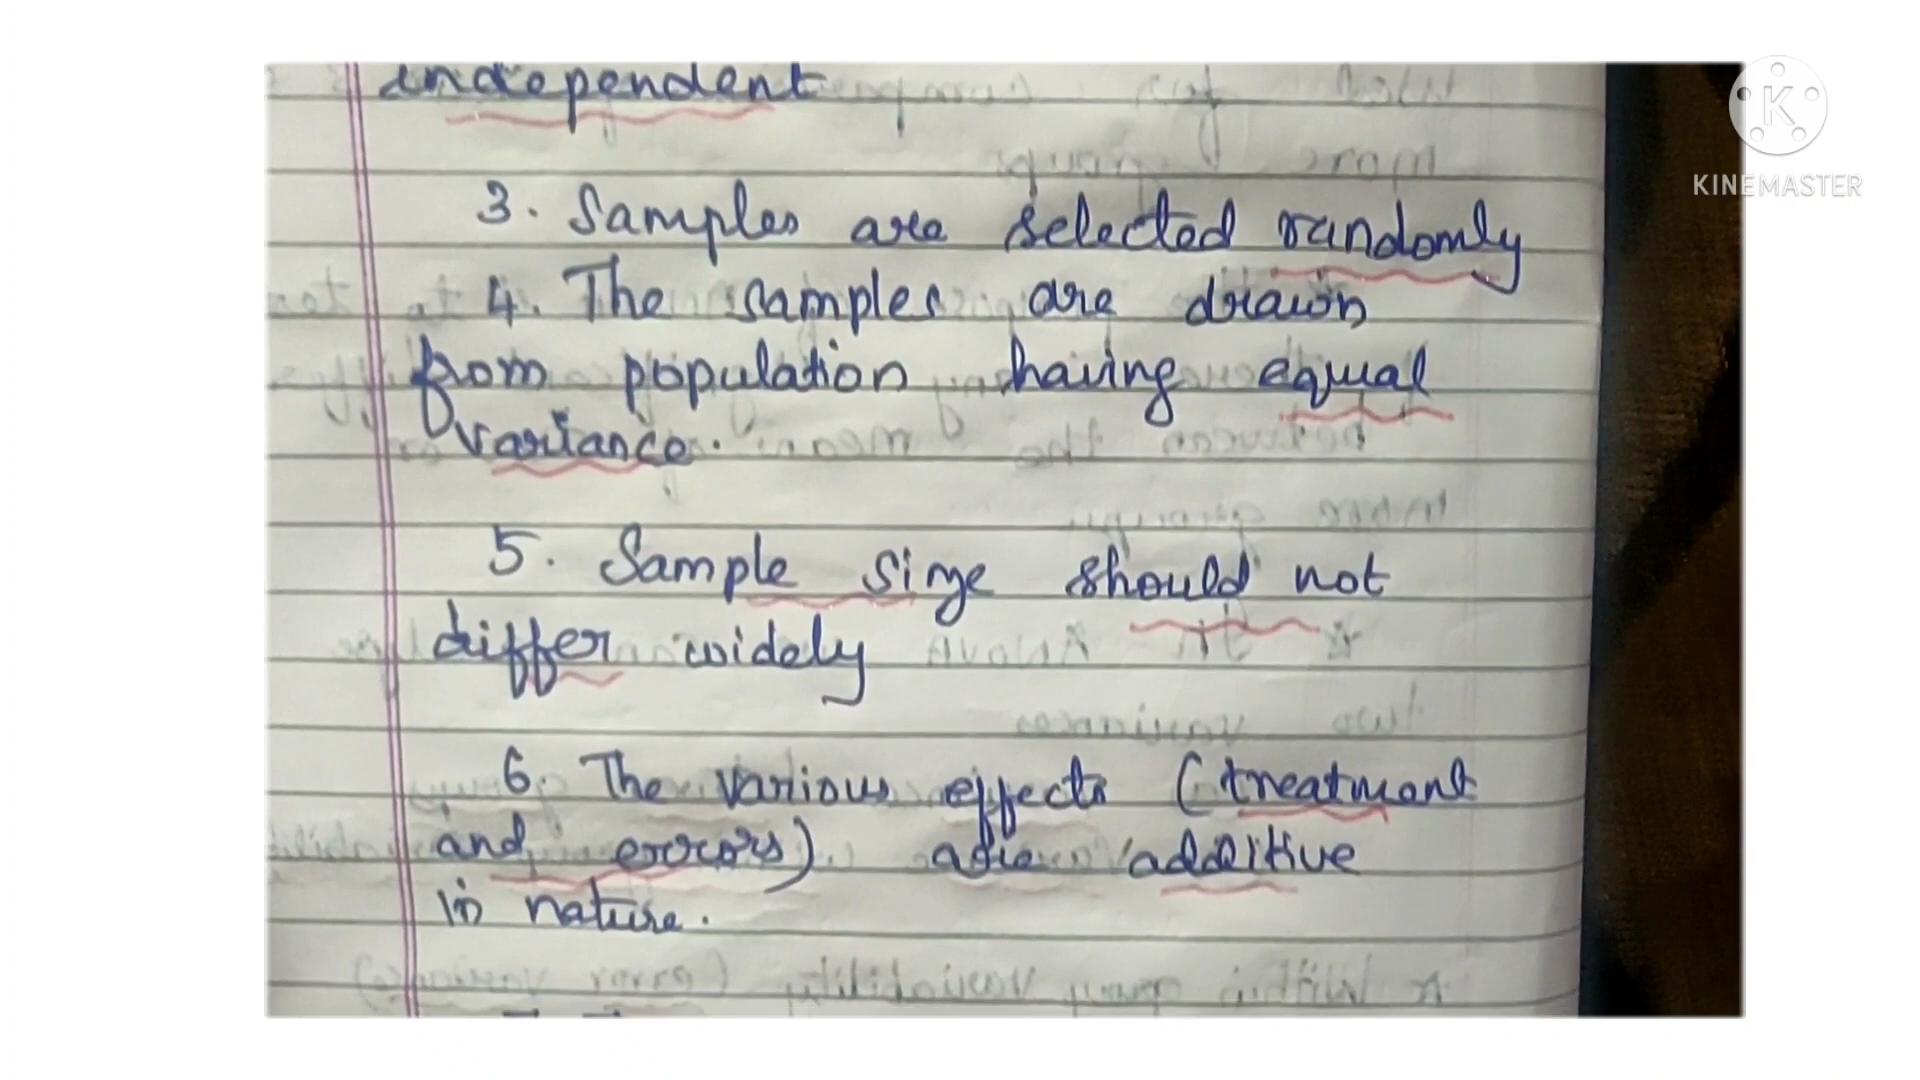 independent
3. Samples are selected randomly
4. The samples are drawn
from population having equal
variance.
5. Sample size should not
differ widely
6. The various effects (treatment
and errors) are additive
in nature.
KINEMASTER